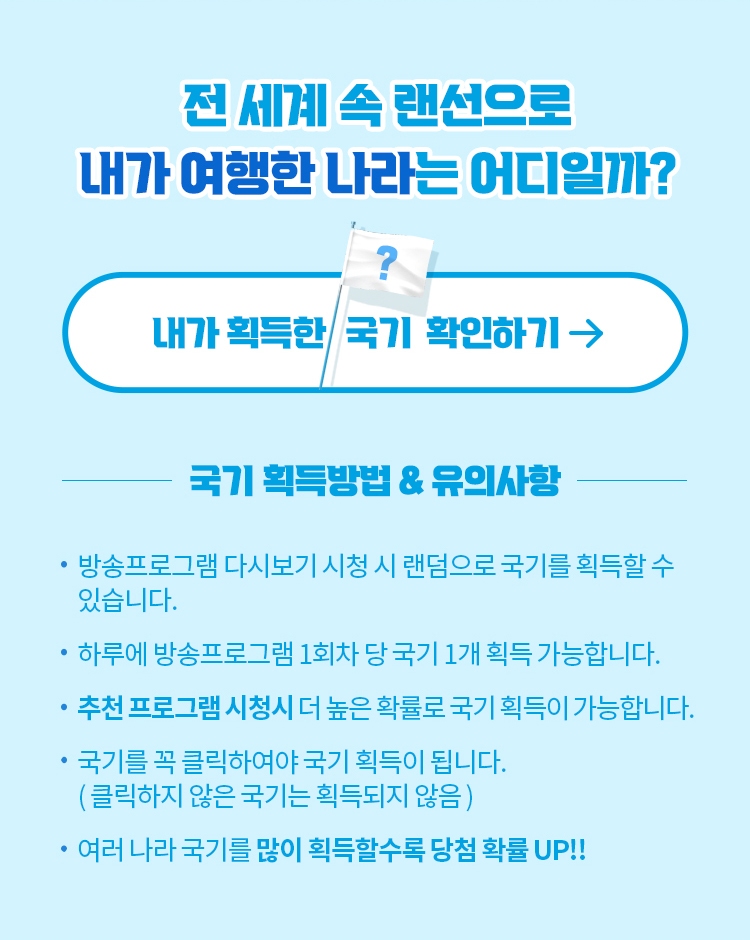 전 세계 속 랜선으로
내가 여행한 나라는 어디일까?
?
내가 획득한 국기 확인하기 →
국기 획득방법 & 유의사항
• 방송프로그램 다시보기 시청 시 랜덤으로 국기를 획득할 수
있습니다.
• 하루에 방송프로그램 1회차 당 국기 1개 획득 가능합니다.
• 추천 프로그램 시청시 더 높은 확률로 국기 획득이 가능합니다.
• 국기를 꼭 클릭하여야 국기 획득이 됩니다.
( 클릭하지 않은 국기는 획득되지 않음 )
• 여러 나라 국기를 많이 획득할수록 당첨 확률 UP!!